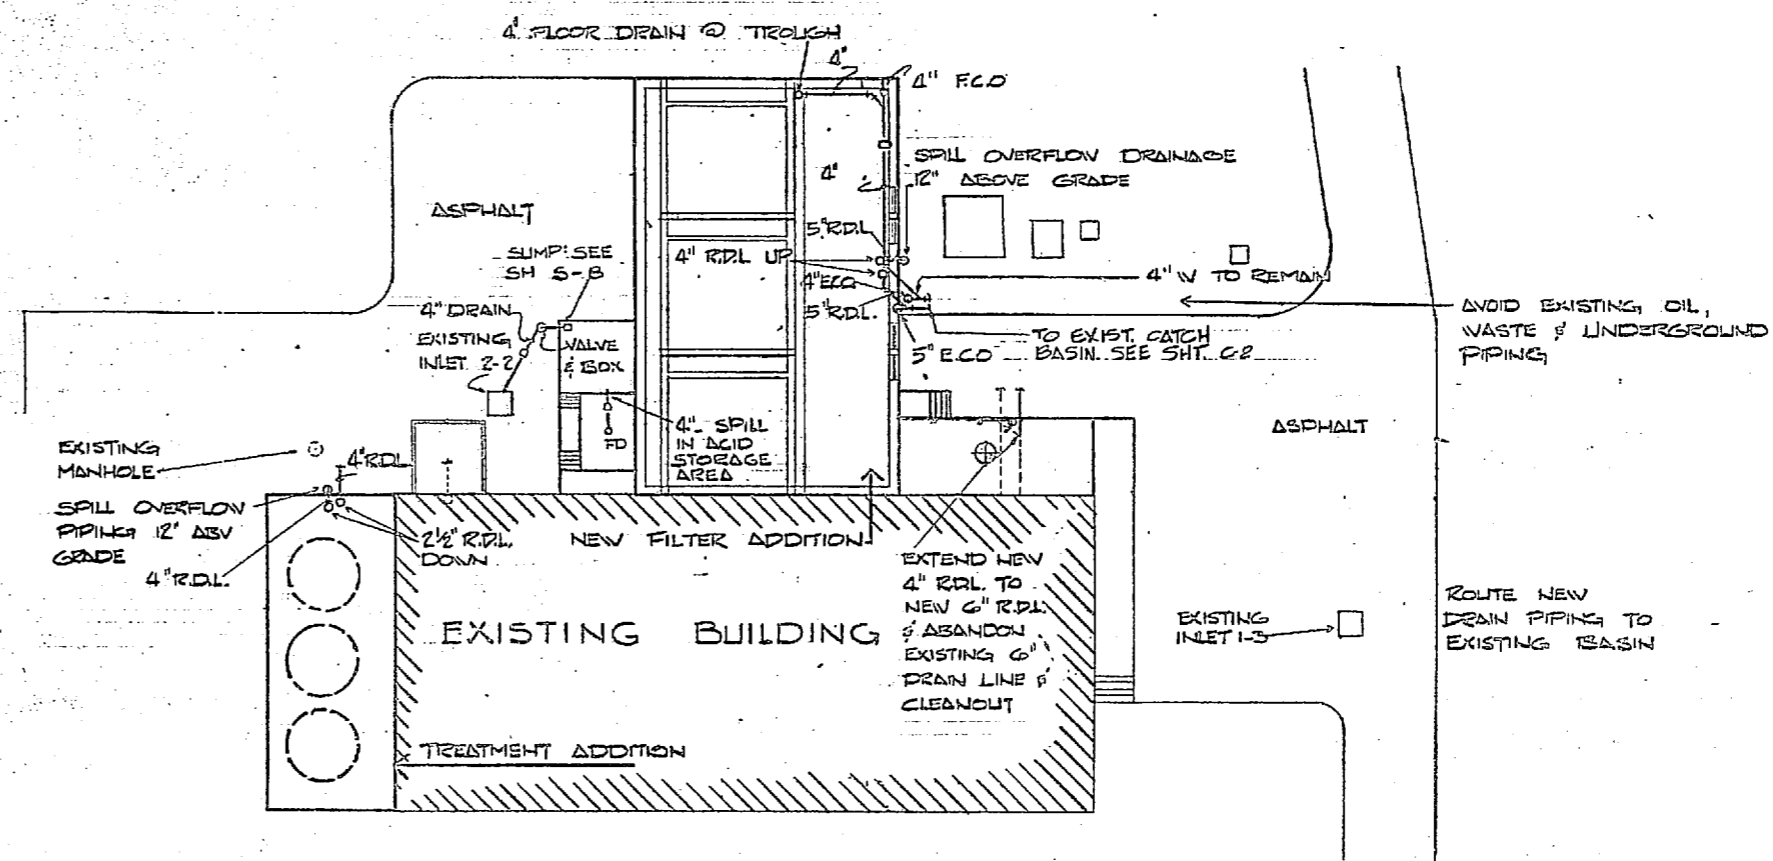 4" FLOOR DRAIN @ TROUGH
4"
4" F.C.O
SPILL OVERFLOW DRAINAGE
12" ABOVE GRADE
4"
ASPHALT
5" R.D.L
SUMP: SEE
SH S-8
4" R.D.L UP
4" W TO REMAIN
4" E.C.O
5" R.D.L.
4" DRAIN
EXISTING
INLET 2-2
VALVE
& BOX
5" E.C.O
TO EXIST. CATCH
BASIN. SEE SHT. C-2
AVOID EXISTING OIL,
WASTE & UNDERGROUND
PIPING
4" SPILL
IN ACID
STORAGE
AREA
FD
ASPHALT
EXISTING
MANHOLE
4" R.D.L
SPILL OVERFLOW
PIPING 12" ABV
GRADE
4" R.D.L.
2 1/2" R.D.L.
DOWN
NEW FILTER ADDITION
EXTEND NEW
4" R.D.L. TO
NEW 6" R.D.L.
& ABANDON
EXISTING 6"
DRAIN LINE &
CLEANOUT
EXISTING BUILDING
EXISTING
INLET 1-3
ROUTE NEW
DRAIN PIPING TO
EXISTING BASIN
TREATMENT ADDITION